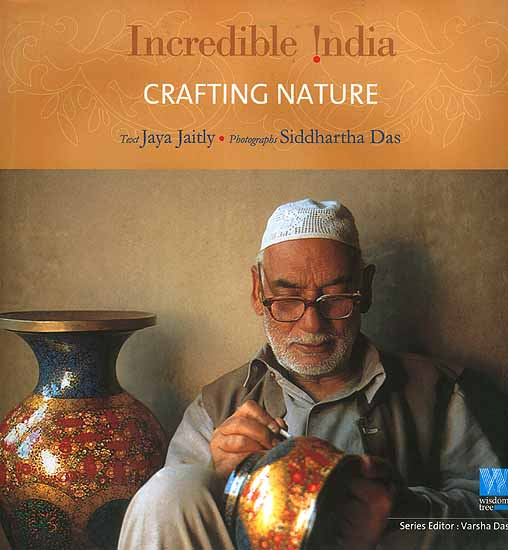 Incredible !ndia
CRAFTING NATURE
Text Jaya Jaitly • Photographs Siddhartha Das
wisdom
tree
Series Editor : Varsha Das